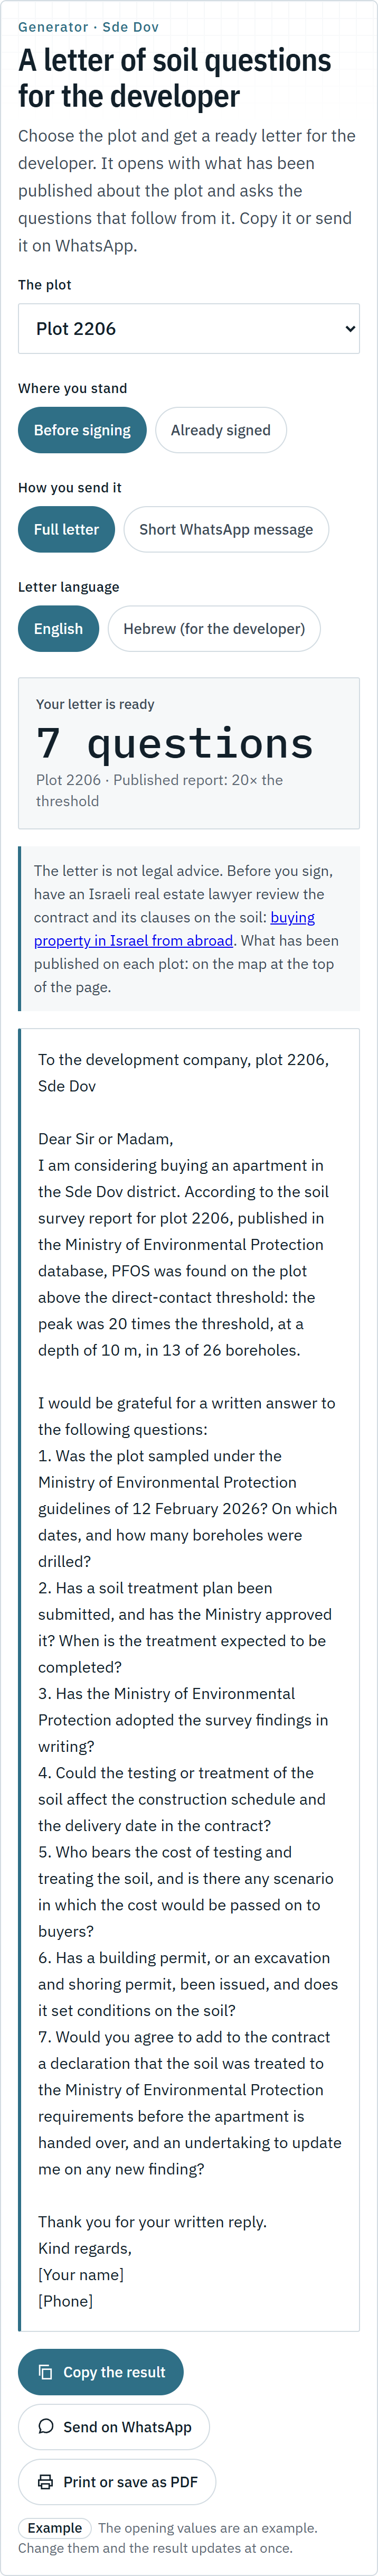 Generator · Sde Dov
A letter of soil questions
for the developer
Choose the plot and get a ready letter for the
developer. It opens with what has been
published about the plot and asks the
questions that follow from it. Copy it or send
it on WhatsApp.
The plot
Plot 2206
Where you stand
Before signing
Already signed
How you send it
Full letter
Short WhatsApp message
Letter language
English
Hebrew (for the developer)
Your letter is ready
7 questions
Plot 2206 · Published report: 20× the
threshold
The letter is not legal advice. Before you sign,
have an Israeli real estate lawyer review the
contract and its clauses on the soil: buying
property in Israel from abroad. What has been
published on each plot: on the map at the top
of the page.
To the development company, plot 2206,
Sde Dov
Dear Sir or Madam,
I am considering buying an apartment in
the Sde Dov district. According to the soil
survey report for plot 2206, published in
the Ministry of Environmental Protection
database, PFOS was found on the plot
above the direct-contact threshold: the
peak was 20 times the threshold, at a
depth of 10 m, in 13 of 26 boreholes.
I would be grateful for a written answer to
the following questions:
1. Was the plot sampled under the
Ministry of Environmental Protection
guidelines of 12 February 2026? On which
dates, and how many boreholes were
drilled?
2. Has a soil treatment plan been
submitted, and has the Ministry approved
it? When is the treatment expected to be
completed?
3. Has the Ministry of Environmental
Protection adopted the survey findings in
writing?
4. Could the testing or treatment of the
soil affect the construction schedule and
the delivery date in the contract?
5. Who bears the cost of testing and
treating the soil, and is there any scenario
in which the cost would be passed on to
buyers?
6. Has a building permit, or an excavation
and shoring permit, been issued, and does
it set conditions on the soil?
7. Would you agree to add to the contract
a declaration that the soil was treated to
the Ministry of Environmental Protection
requirements before the apartment is
handed over, and an undertaking to update
me on any new finding?
Thank you for your written reply.
Kind regards,
[Your name]
[Phone]
Copy the result
Send on WhatsApp
Print or save as PDF
Example The opening values are an example.
Change them and the result updates at once.